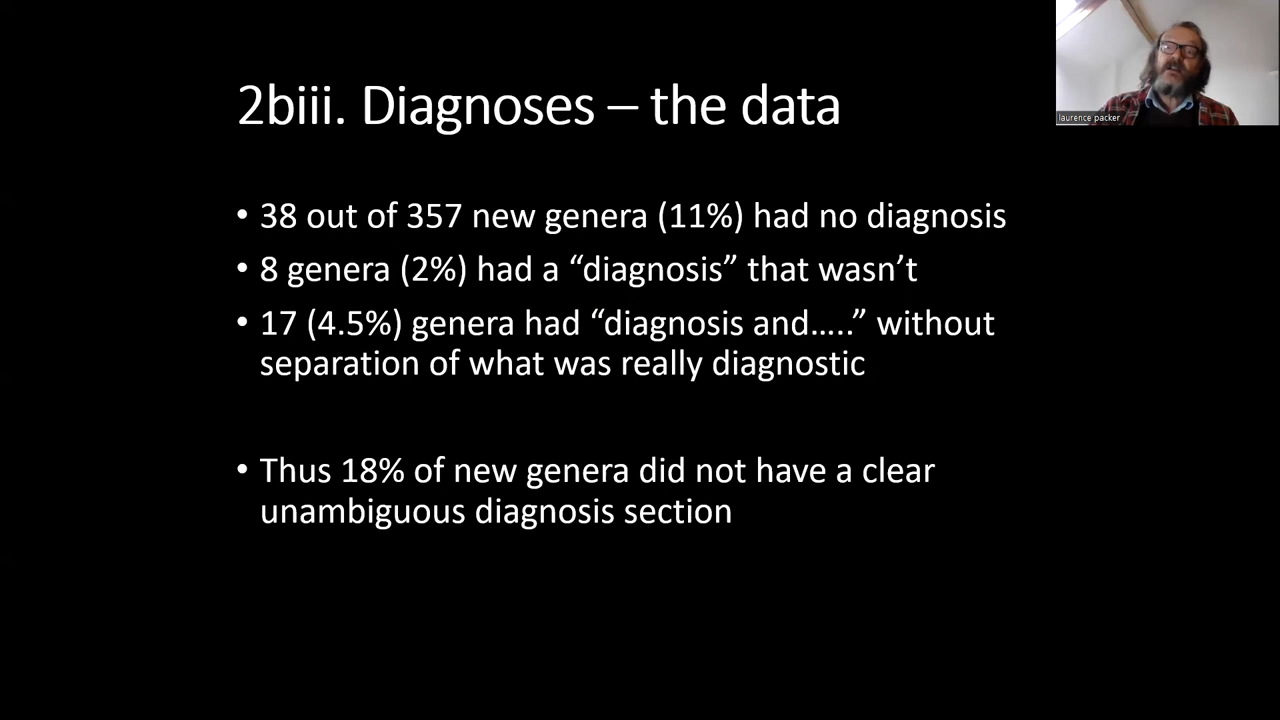 2biii. Diagnoses – the data
laurence packer
• 38 out of 357 new genera (11%) had no diagnosis
• 8 genera (2%) had a “diagnosis” that wasn’t
• 17 (4.5%) genera had “diagnosis and…..” without
separation of what was really diagnostic
• Thus 18% of new genera did not have a clear
unambiguous diagnosis section